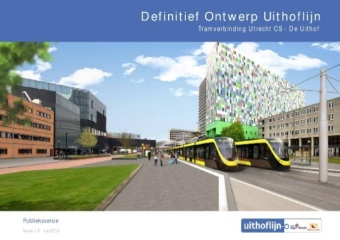 Definitief Ontwerp Uithoflijn
Tramverbinding Utrecht CS - De Uithof
Publieksversie
uithoflijn